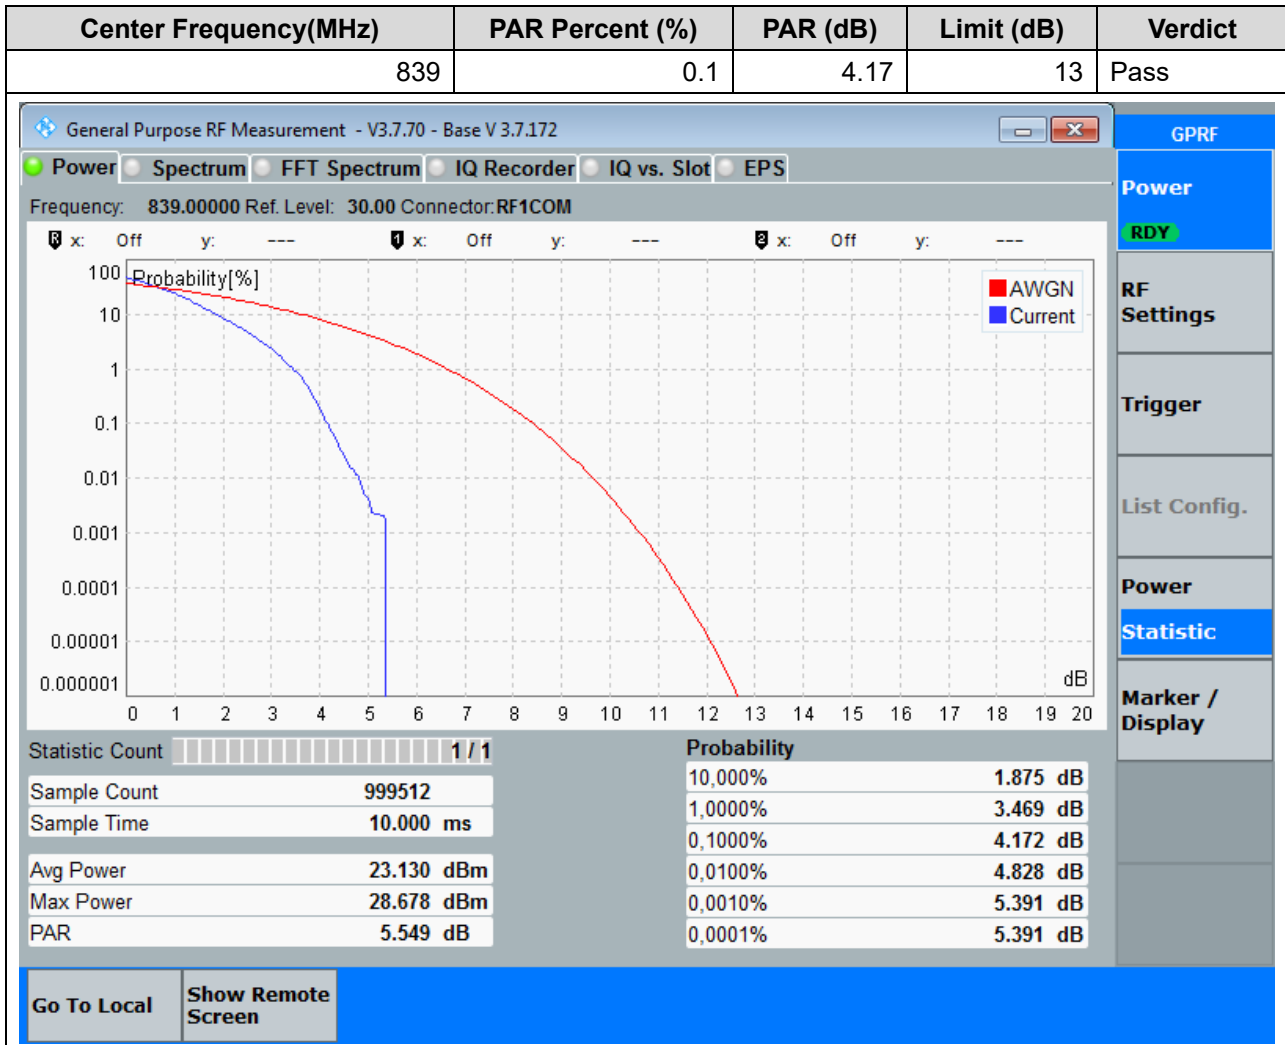 Center Frequency(MHz) PAR Percent (%) PAR (dB) Limit (dB) Verdict
839 0.1 4.17 13 Pass
General Purpose RF Measurement - V3.7.70 - Base V 3.7.172
GPRF
Power Spectrum FFT Spectrum IQ Recorder IQ vs. Slot EPS
Power
RDY
Frequency: 839.00000 Ref. Level: 30.00 Connector:RF1COM
R x: Off y: --- 1 x: Off y: --- 2 x: Off y: ---
Probability[%]
AWGN
Current
100
10
1
0.1
0.01
0.001
0.0001
0.00001
0.000001
dB
0 1 2 3 4 5 6 7 8 9 10 11 12 13 14 15 16 17 18 19 20
RF
Settings
Trigger
List Config.
Power
Statistic
Marker /
Display
Statistic Count 1 / 1
Sample Count 999512
Sample Time 10.000 ms
Avg Power 23.130 dBm
Max Power 28.678 dBm
PAR 5.549 dB
Probability
10,000% 1.875 dB
1,0000% 3.469 dB
0,1000% 4.172 dB
0,0100% 4.828 dB
0,0010% 5.391 dB
0,0001% 5.391 dB
Go To Local
Show Remote
Screen